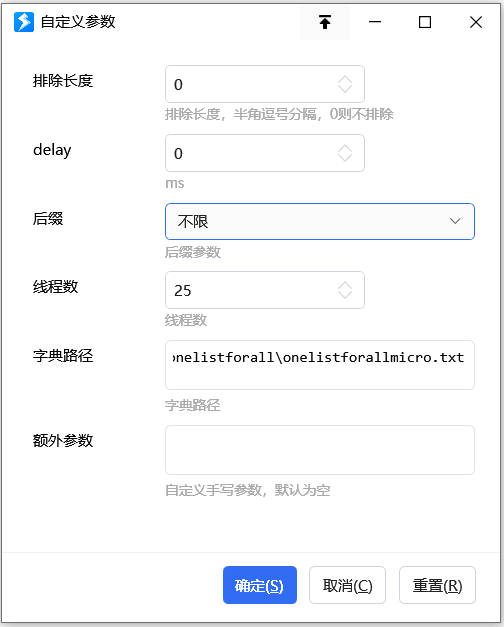 自定义参数
排除长度
0
排除长度，半角逗号分隔，0则不排除
delay
0
ms
后缀
不限
后缀参数
线程数
25
线程数
字典路径
onelistforall\onelistforallmicro.txt
字典路径
额外参数
自定义手写参数，默认为空
确定(S) 取消(C) 重置(R)